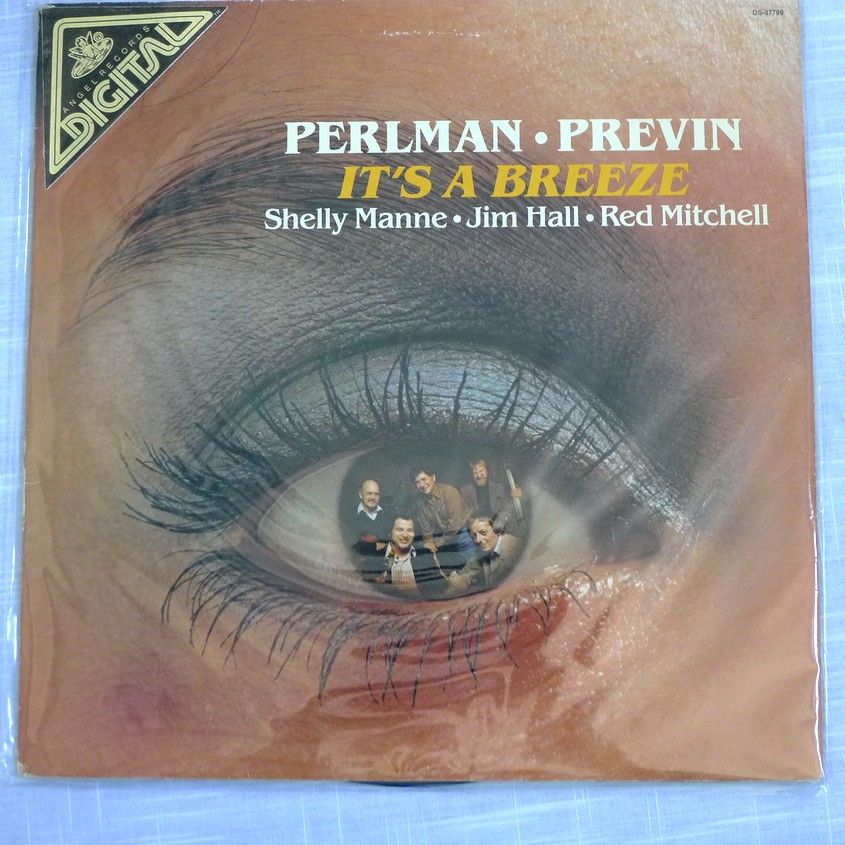 ANGEL RECORDS
DIGITAL
DS-37799
PERLMAN • PREVIN
IT'S A BREEZE
Shelly Manne • Jim Hall • Red Mitchell